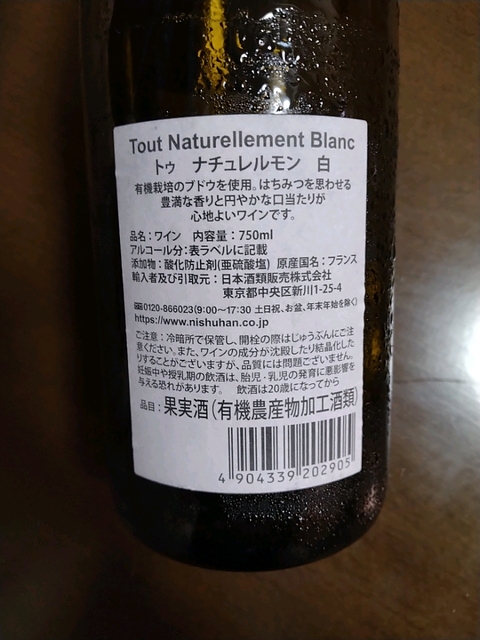 Tout Naturellement Blanc
トゥ　ナチュレルモン　白
有機栽培のブドウを使用。はちみつを思わせる
豊満な香りと円やかな口当たりが
心地よいワインです。
品名：ワイン　内容量：750ml
アルコール分：表ラベルに記載
添加物：酸化防止剤(亜硫酸塩)　原産国名：フランス
輸入者及び引取先：日本酒類販売株式会社
東京都中央区新川1-25-4
0120-866023(9:00〜17:30 土日祝、お盆、年末年始を除く)
https://www.nishuhan.co.jp
ご注意：冷暗所で保管し、開栓の際はじゅうぶんにご注
意ください。また、ワインの成分が沈殿したり結晶化した
りすることがございますが、品質には問題ございません。
妊娠中や授乳期の飲酒は、胎児・乳児の発育に悪影響を
与える恐れがあります。　飲酒は20歳になってから
品目：果実酒(有機農産物加工酒類)
4 904339 202905